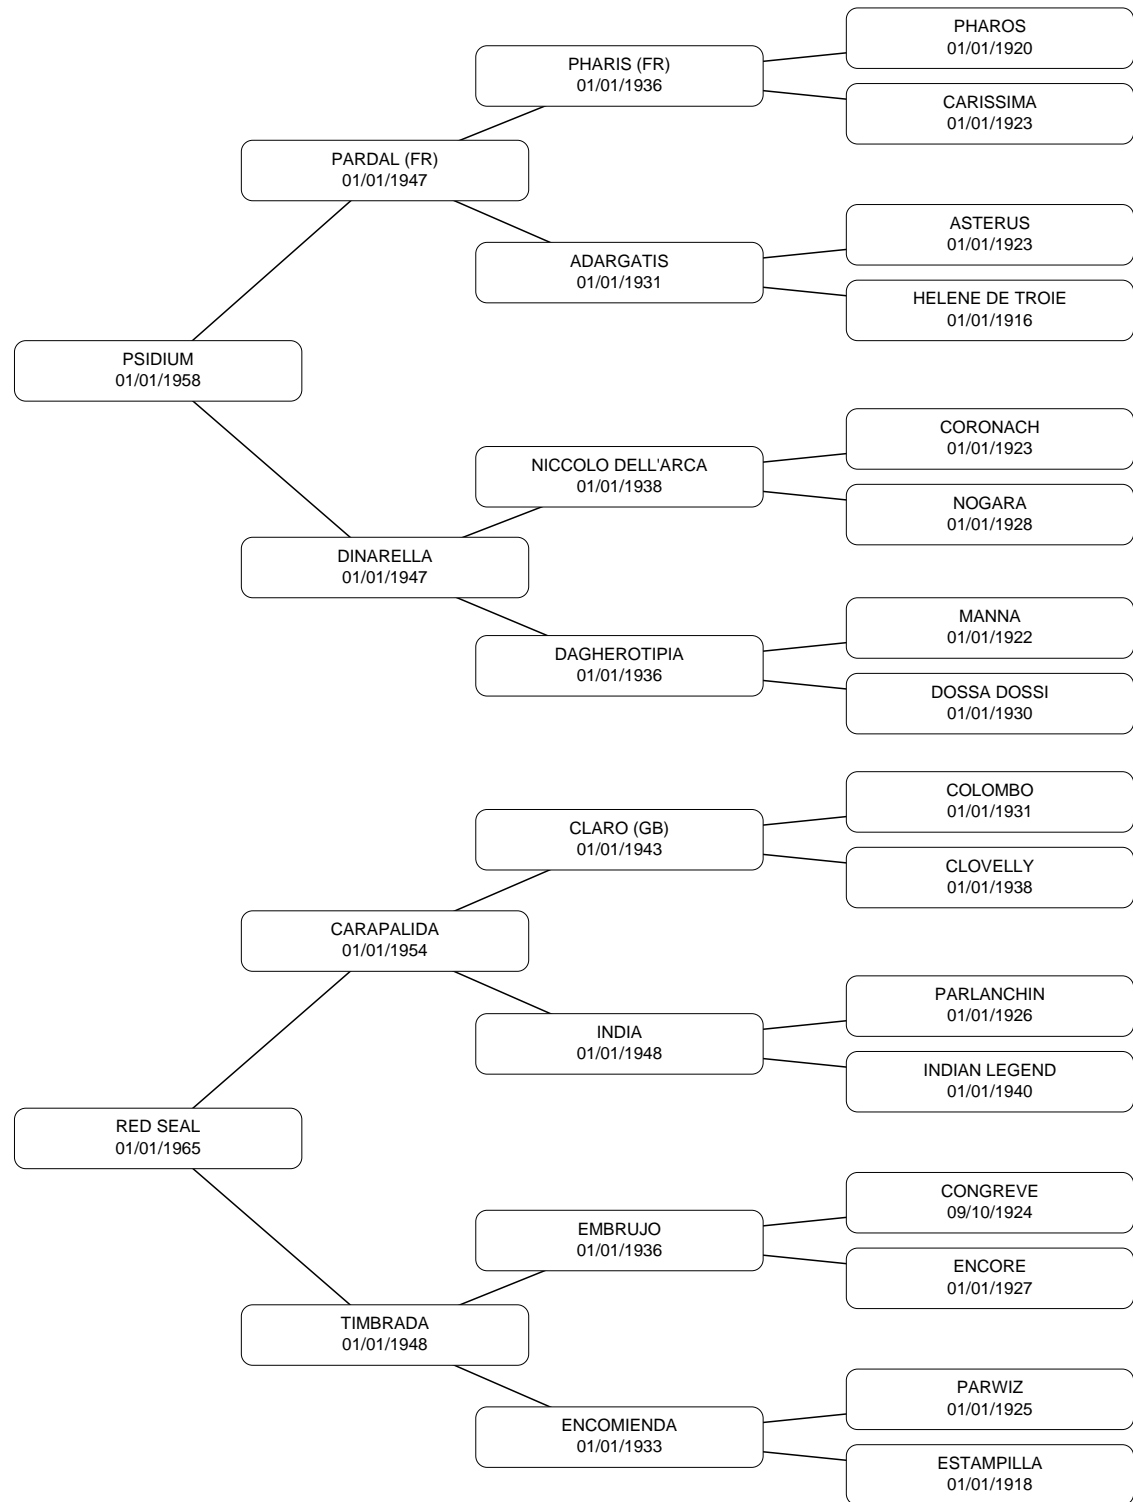 PHAROS
01/01/1920
PHARIS (FR)
01/01/1936
CARISSIMA
01/01/1923
PARDAL (FR)
01/01/1947
ASTERUS
01/01/1923
ADARGATIS
01/01/1931
HELENE DE TROIE
01/01/1916
PSIDIUM
01/01/1958
CORONACH
01/01/1923
NICCOLO DELL'ARCA
01/01/1938
NOGARA
01/01/1928
DINARELLA
01/01/1947
MANNA
01/01/1922
DAGHEROTIPIA
01/01/1936
DOSSA DOSSI
01/01/1930
COLOMBO
01/01/1931
CLARO (GB)
01/01/1943
CLOVELLY
01/01/1938
CARAPALIDA
01/01/1954
PARLANCHIN
01/01/1926
INDIA
01/01/1948
INDIAN LEGEND
01/01/1940
RED SEAL
01/01/1965
CONGREVE
09/10/1924
EMBRUJO
01/01/1936
ENCORE
01/01/1927
TIMBRADA
01/01/1948
PARWIZ
01/01/1925
ENCOMIENDA
01/01/1933
ESTAMPILLA
01/01/1918